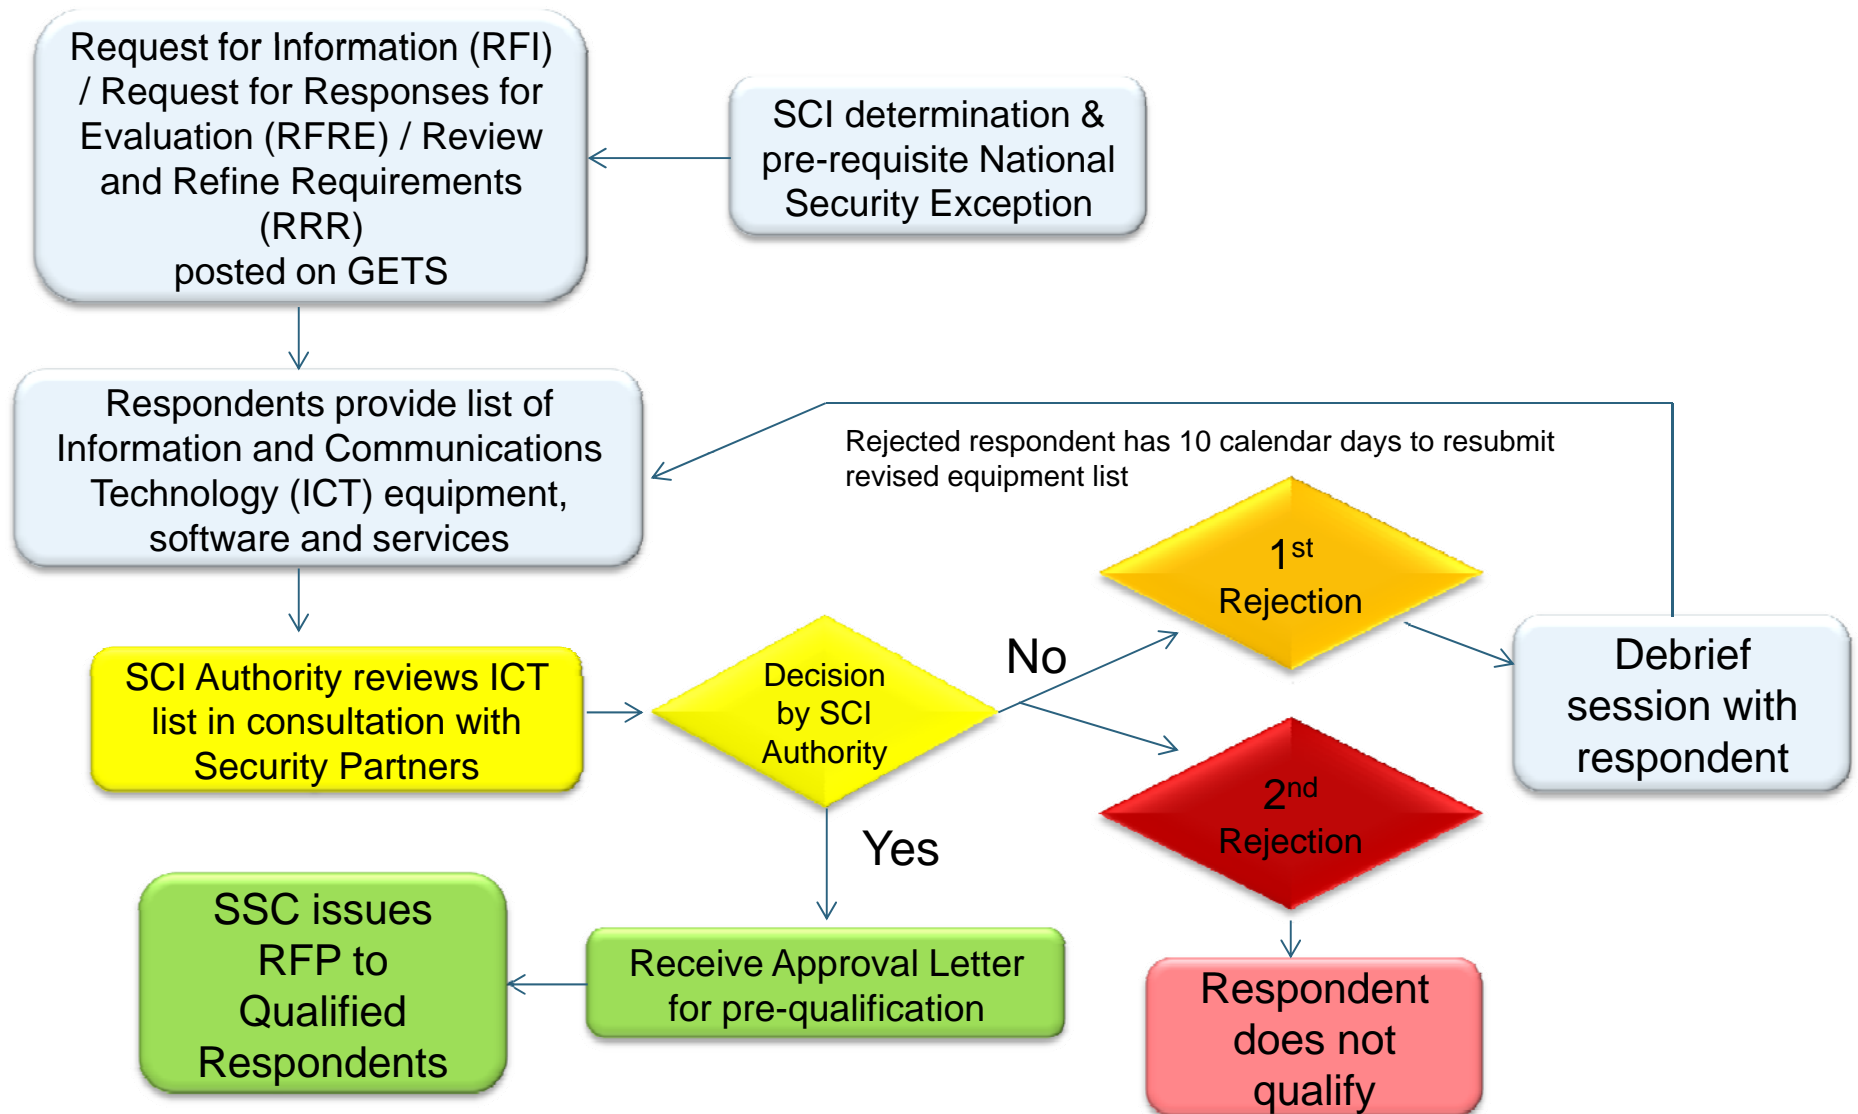 Request for Information (RFI)
/ Request for Responses for
Evaluation (RFRE) / Review
and Refine Requirements
(RRR)
posted on GETS
SCI determination &
pre-requisite National
Security Exception
Respondents provide list of
Information and Communications
Technology (ICT) equipment,
software and services
Rejected respondent has 10 calendar days to resubmit
revised equipment list
SCI Authority reviews ICT
list in consultation with
Security Partners
Decision
by SCI
Authority
No
1st
Rejection
Debrief
session with
respondent
2nd
Rejection
Yes
SSC issues
RFP to
Qualified
Respondents
Receive Approval Letter
for pre-qualification
Respondent
does not
qualify